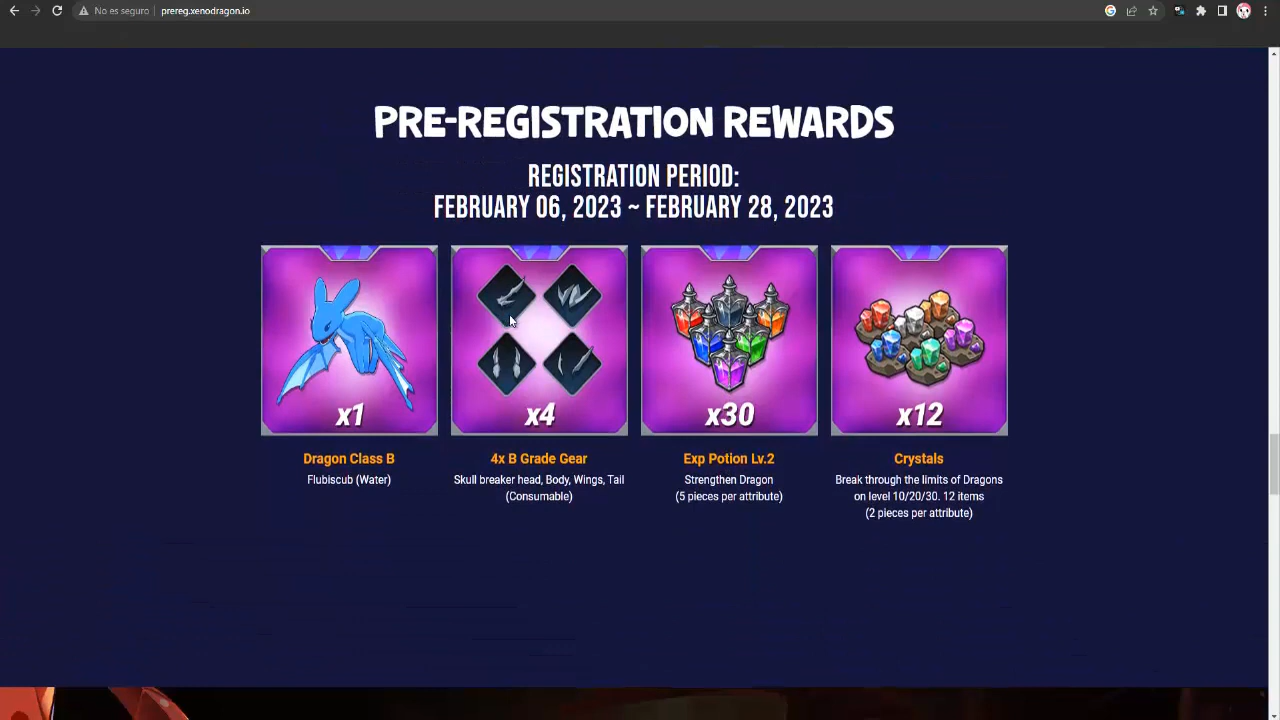 No es seguro | prereg.xenodragon.io
PRE-REGISTRATION REWARDS
REGISTRATION PERIOD:
FEBRUARY 06, 2023 ~ FEBRUARY 28, 2023
x1
x4
x30
x12
Dragon Class B
Flubiscub (Water)
4x B Grade Gear
Skull breaker head, Body, Wings, Tail
(Consumable)
Exp Potion Lv.2
Strengthen Dragon
(5 pieces per attribute)
Crystals
Break through the limits of Dragons
on level 10/20/30. 12 items
(2 pieces per attribute)